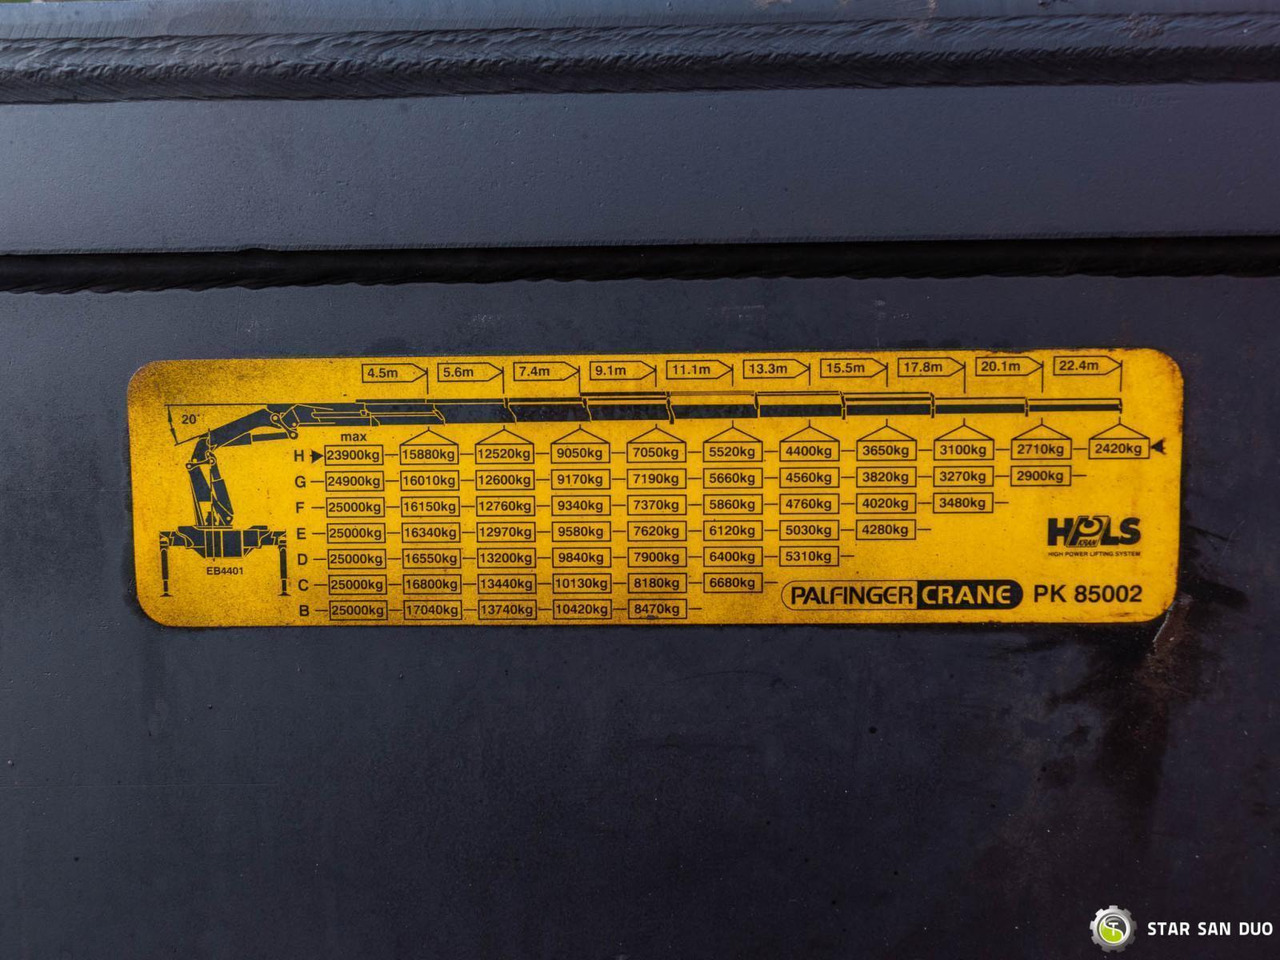 4.5m 5.6m 7.4m 9.1m 11.1m 13.3m 15.5m 17.8m 20.1m 22.4m
20°
max
H 23900kg 15880kg 12520kg 9050kg 7050kg 5520kg 4400kg 3650kg 3100kg 2710kg 2420kg
G 24900kg 16010kg 12600kg 9170kg 7190kg 5660kg 4560kg 3820kg 3270kg 2900kg
F 25000kg 16150kg 12760kg 9340kg 7370kg 5860kg 4760kg 4020kg 3480kg
E 25000kg 16340kg 12970kg 9580kg 7620kg 6120kg 5030kg 4280kg
D 25000kg 16550kg 13200kg 9840kg 7900kg 6400kg 5310kg
C 25000kg 16800kg 13440kg 10130kg 8180kg 6680kg
B 25000kg 17040kg 13740kg 10420kg 8470kg
EB4401
HPLS
HIGH POWER LIFTING SYSTEM
PALFINGER CRANE PK 85002
STAR SAN DUO